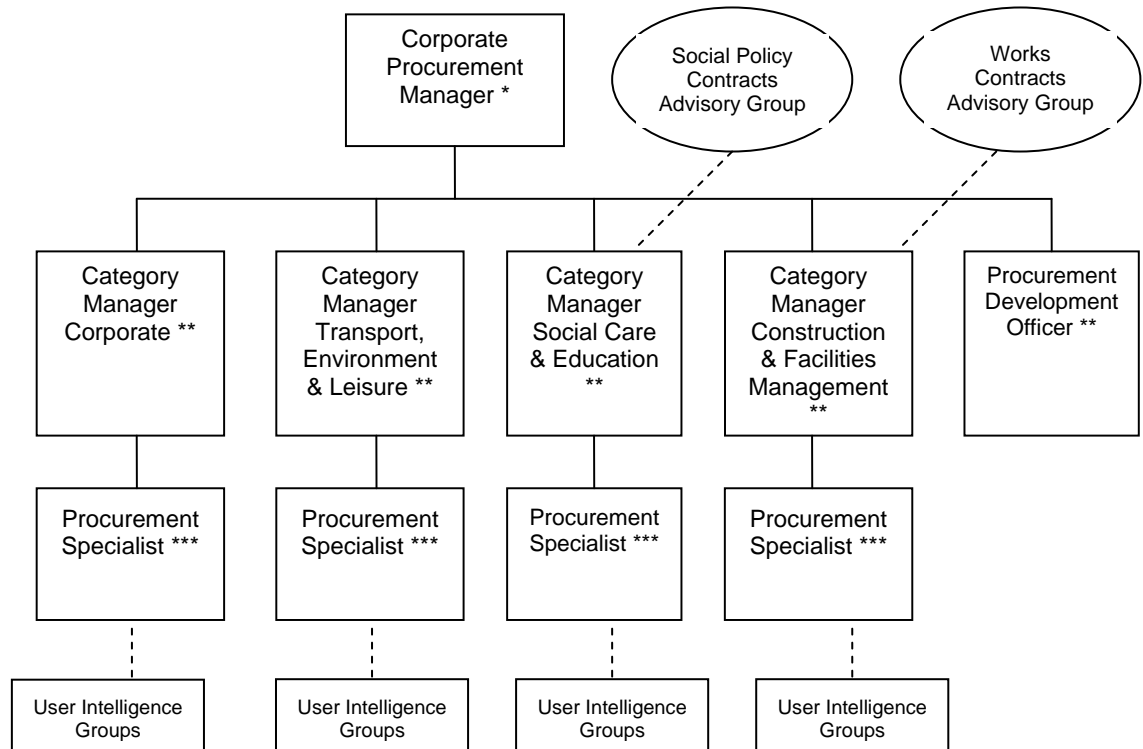 Corporate
Procurement
Manager *
Social Policy
Contracts
Advisory Group
Works
Contracts
Advisory Group
Category
Manager
Corporate **
Category
Manager
Transport,
Environment
& Leisure **
Category
Manager
Social Care
& Education
**
Category
Manager
Construction
& Facilities
Management
**
Procurement
Development
Officer **
Procurement
Specialist ***
Procurement
Specialist ***
Procurement
Specialist ***
Procurement
Specialist ***
User Intelligence
Groups
User Intelligence
Groups
User Intelligence
Groups
User Intelligence
Groups